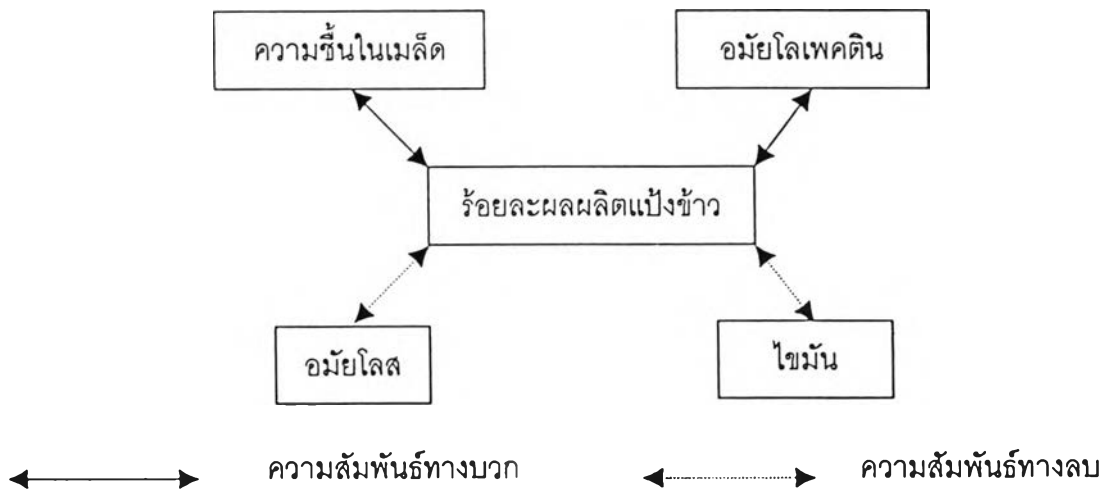 ความชื้นในเมล็ด
อมัยโลเพคติน
ร้อยละผลผลิตแป้งข้าว
อมัยโลส
ไขมัน
ความสัมพันธ์ทางบวก
ความสัมพันธ์ทางลบ